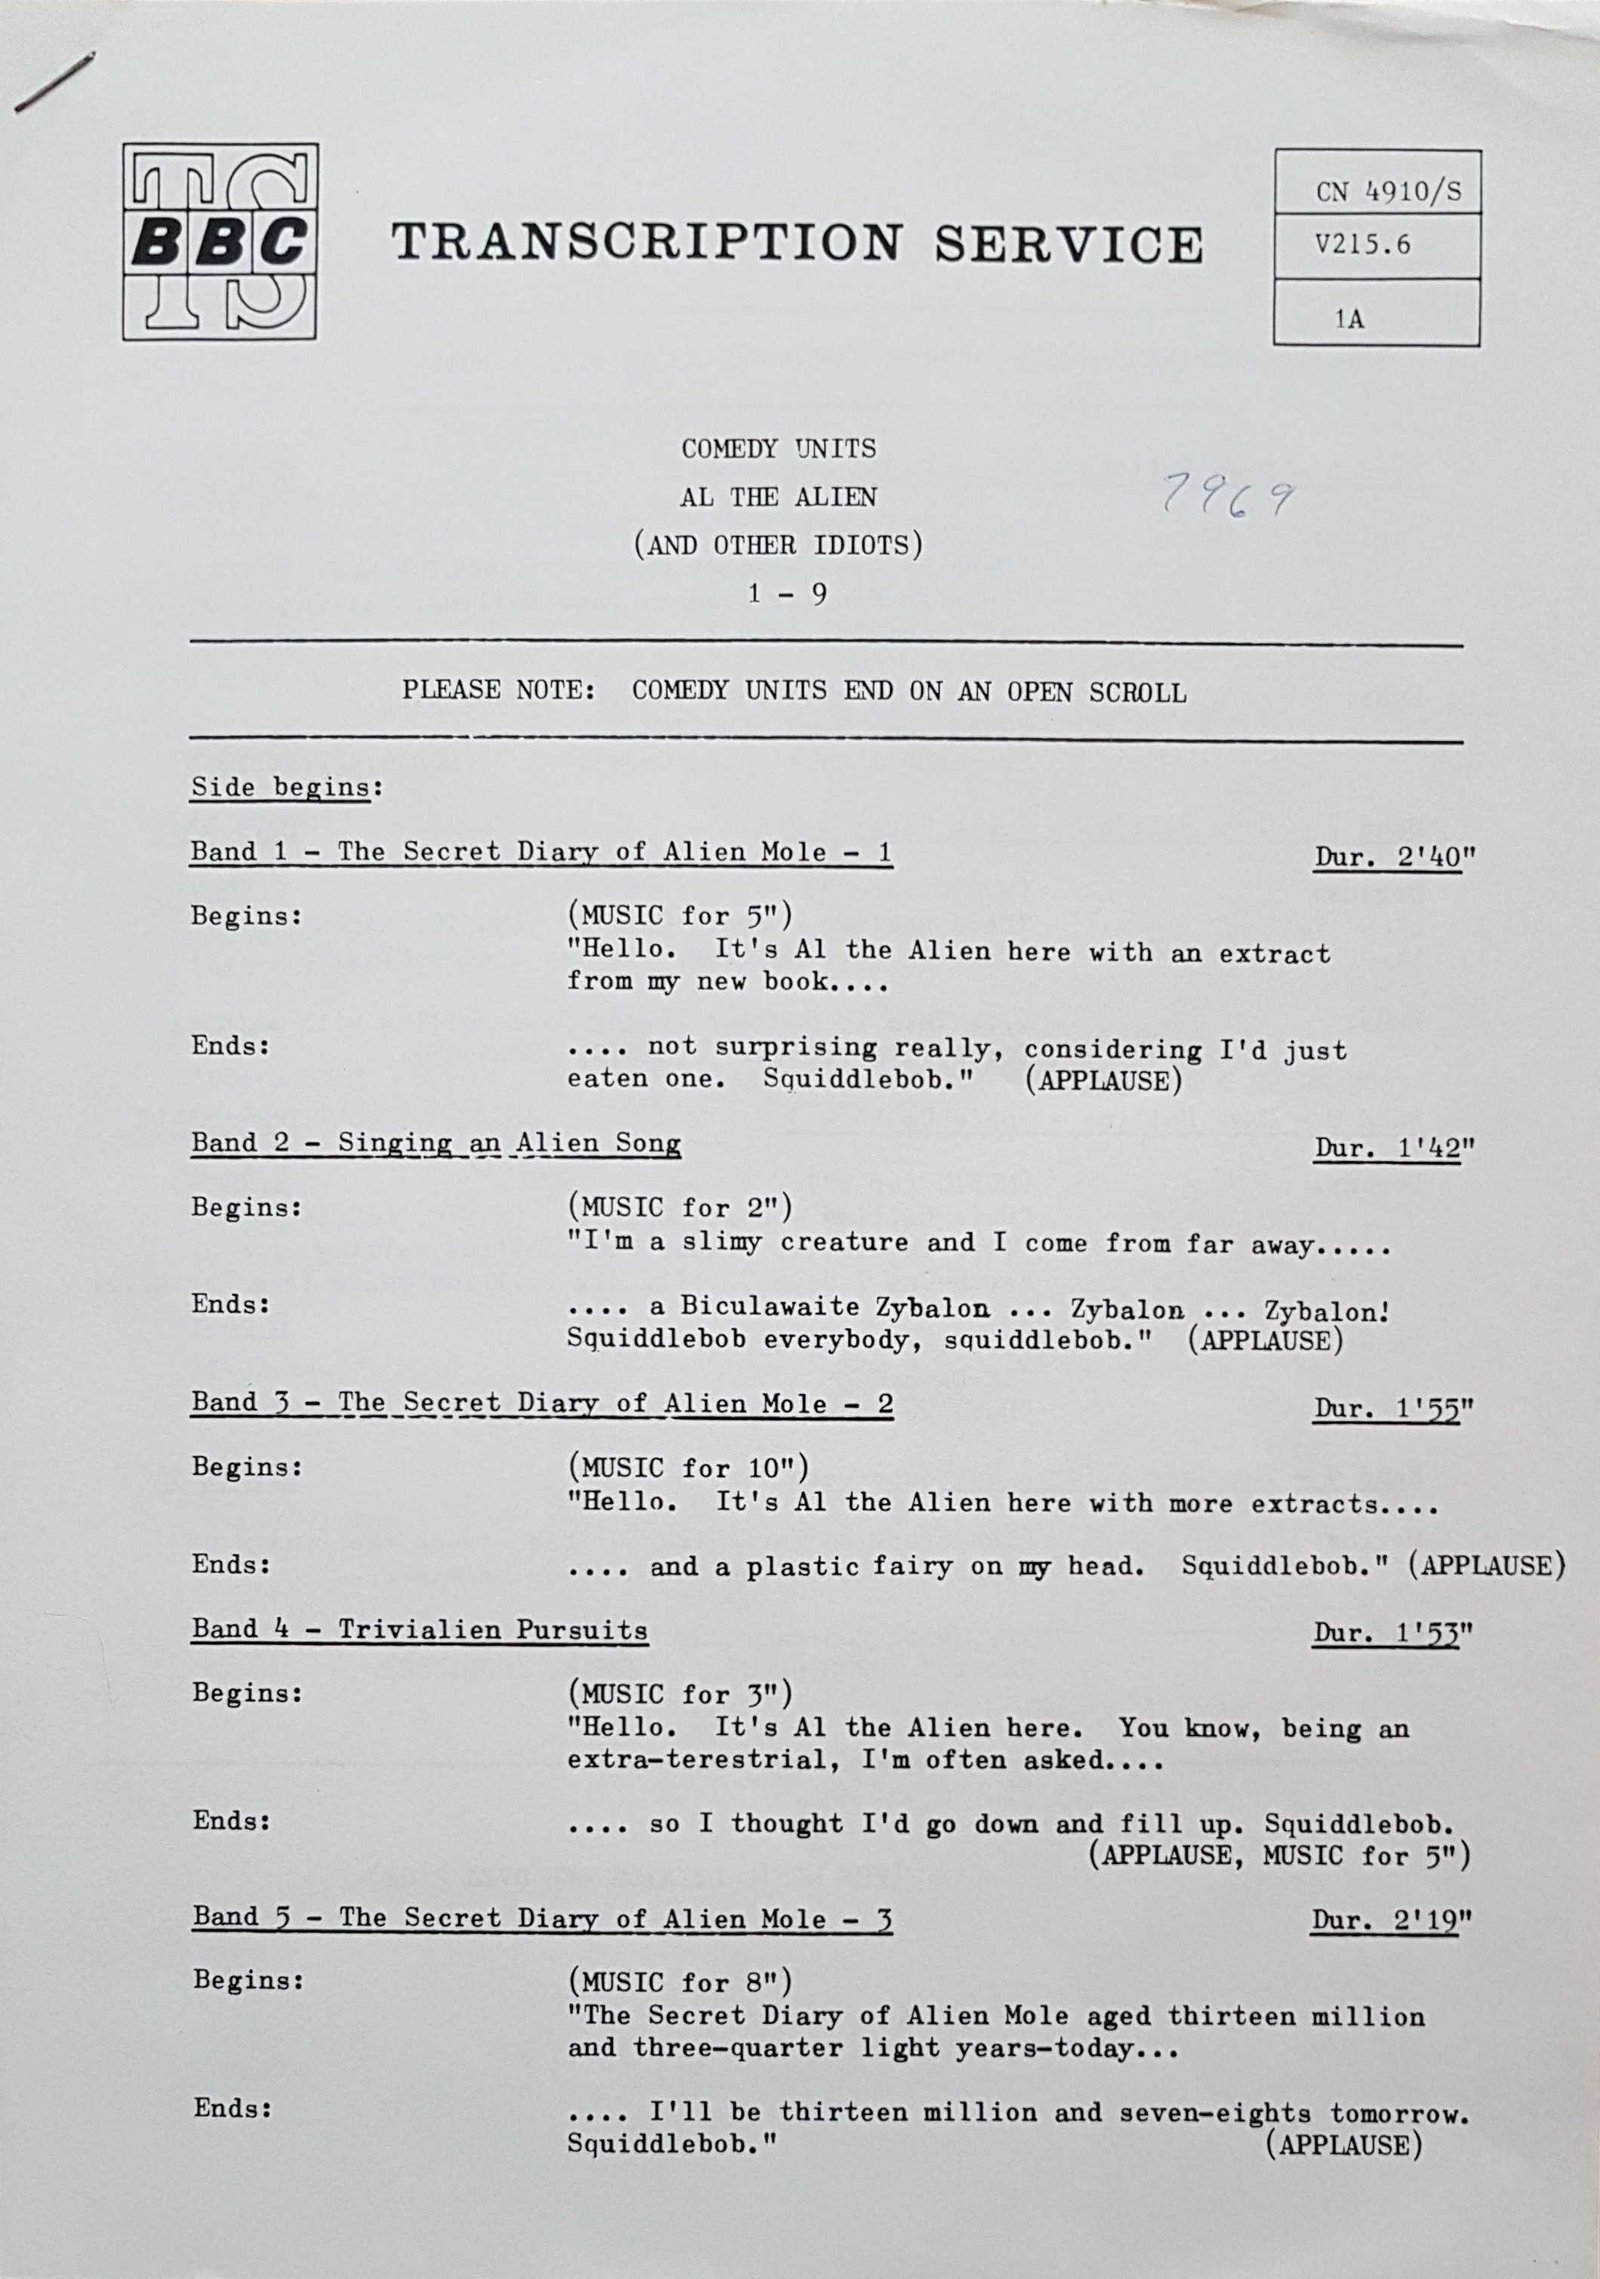 TS
BBC
TS
TRANSCRIPTION SERVICE
CN 4910/S
V215.6
1A
COMEDY UNITS
AL THE ALIEN
7969
(AND OTHER IDIOTS)
1 - 9
PLEASE NOTE: COMEDY UNITS END ON AN OPEN SCROLL
Side begins:
Band 1 - The Secret Diary of Alien Mole - 1 Dur. 2'40"
Begins: (MUSIC for 5")
"Hello. It's Al the Alien here with an extract
from my new book....
Ends: .... not surprising really, considering I'd just
eaten one. Squiddlebob." (APPLAUSE)
Band 2 - Singing an Alien Song Dur. 1'42"
Begins: (MUSIC for 2")
"I'm a slimy creature and I come from far away.....
Ends: .... a Biculawaite Zybalon ... Zybalon ... Zybalon!
Squiddlebob everybody, squiddlebob." (APPLAUSE)
Band 3 - The Secret Diary of Alien Mole - 2 Dur. 1'55"
Begins: (MUSIC for 10")
"Hello. It's Al the Alien here with more extracts....
Ends: .... and a plastic fairy on my head. Squiddlebob." (APPLAUSE)
Band 4 - Trivialien Pursuits Dur. 1'53"
Begins: (MUSIC for 3")
"Hello. It's Al the Alien here. You know, being an
extra-terestrial, I'm often asked....
Ends: .... so I thought I'd go down and fill up. Squiddlebob.
(APPLAUSE, MUSIC for 5")
Band 5 - The Secret Diary of Alien Mole - 3 Dur. 2'19"
Begins: (MUSIC for 8")
"The Secret Diary of Alien Mole aged thirteen million
and three-quarter light years-today...
Ends: .... I'll be thirteen million and seven-eights tomorrow.
Squiddlebob." (APPLAUSE)